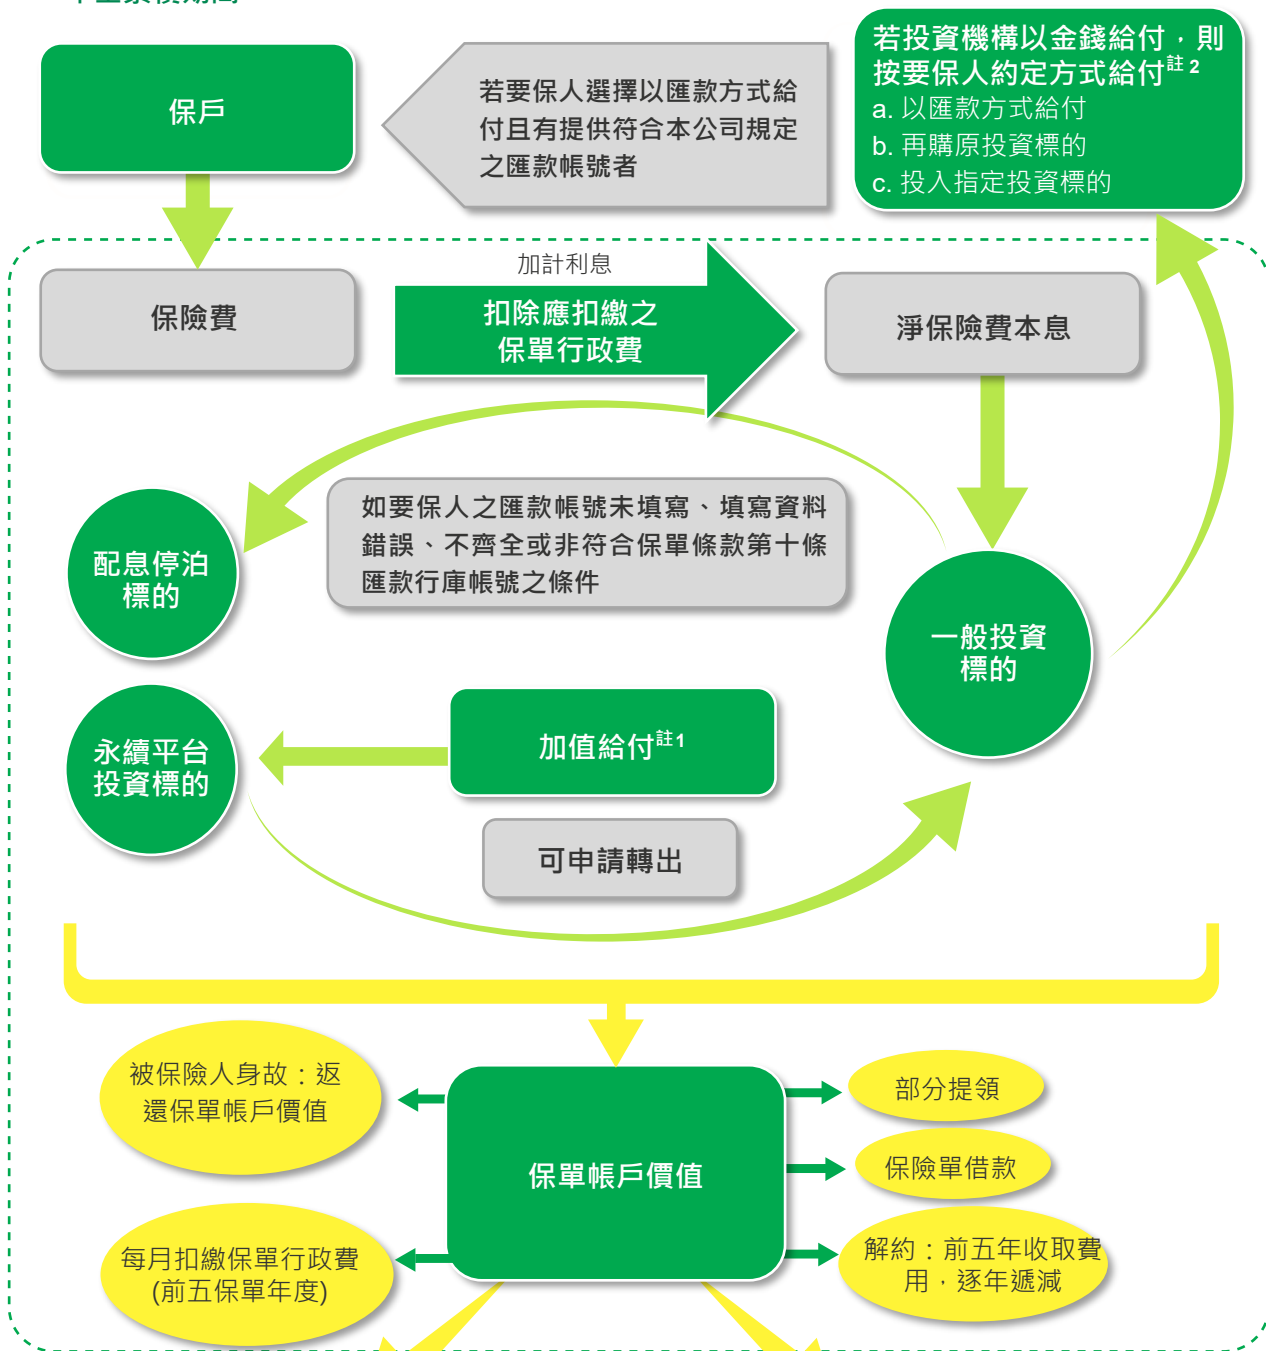 保戶
若要保人選擇以匯款方式給
付且有提供符合本公司規定
之匯款帳號者
若投資機構以金錢給付，則
按要保人約定方式給付註2
a. 以匯款方式給付
b. 再購原投資標的
c. 投入指定投資標的
保險費
加計利息
扣除應扣繳之
保單行政費
淨保險費本息
如要保人之匯款帳號未填寫、填寫資料
錯誤、不齊全或非符合保單條款第十條
匯款行庫帳號之條件
配息停泊
標的
一般投資
標的
永續平台
投資標的
加值給付註1
可申請轉出
被保險人身故：返
還保單帳戶價值
保單帳戶價值
部分提領
保險單借款
每月扣繳保單行政費
(前五保單年度)
解約：前五年收取費
用，逐年遞減